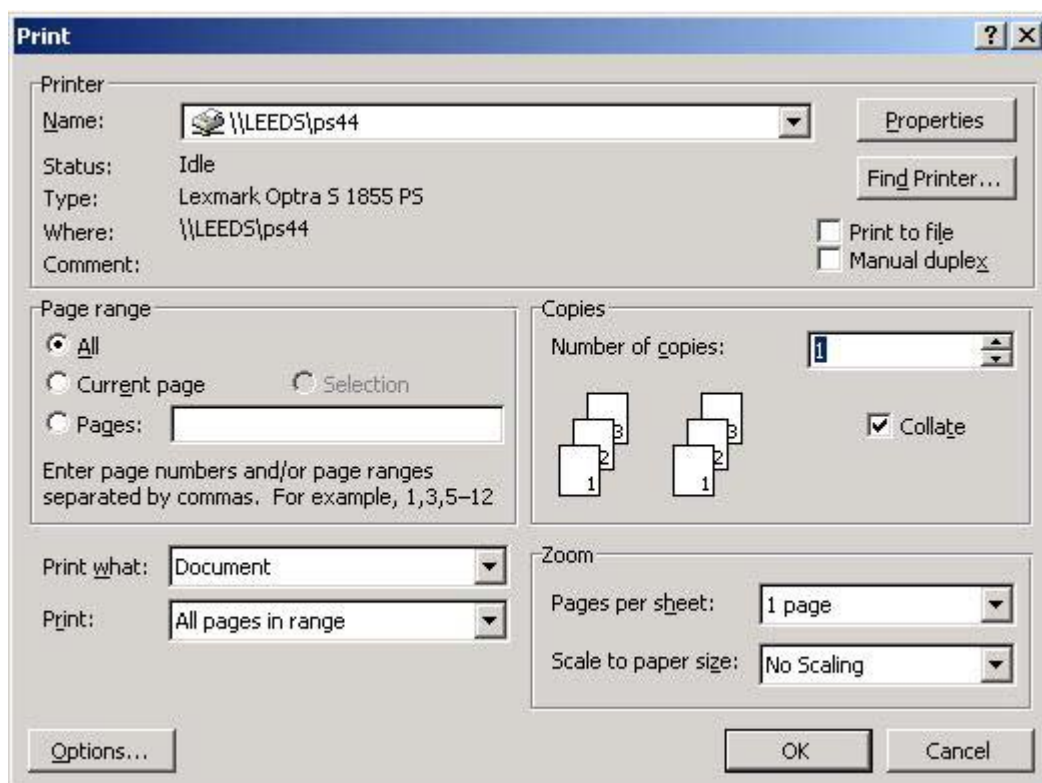 Print
Printer
Name: \\LEEDS\ps44 Properties
Status: Idle
Type: Lexmark Optra S 1855 PS Find Printer...
Where: \\LEEDS\ps44 Print to file
Comment: Manual duplex
Page range
All
Current page Selection
Pages:
Enter page numbers and/or page ranges
separated by commas. For example, 1,3,5–12
Copies
Number of copies: 1
3 3
2 2
1 1
Collate
Print what: Document
Print: All pages in range
Zoom
Pages per sheet: 1 page
Scale to paper size: No Scaling
Options... OK Cancel